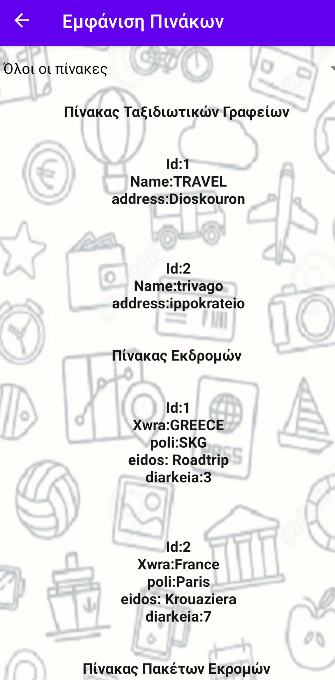 Εμφάνιση Πινάκων
Όλοι οι πίνακες
Πίνακας Ταξιδιωτικών Γραφείων
Id:1
Name:TRAVEL
address:Dioskouron
Id:2
Name:trivago
address:ippokrateio
Πίνακας Εκδρομών
Id:1
Xwra:GREECE
poli:SKG
eidos: Roadtrip
diarkeia:3
Id:2
Xwra:France
poli:Paris
eidos: Krouaziera
diarkeia:7
Πίνακας Πακέτων Εκρομών